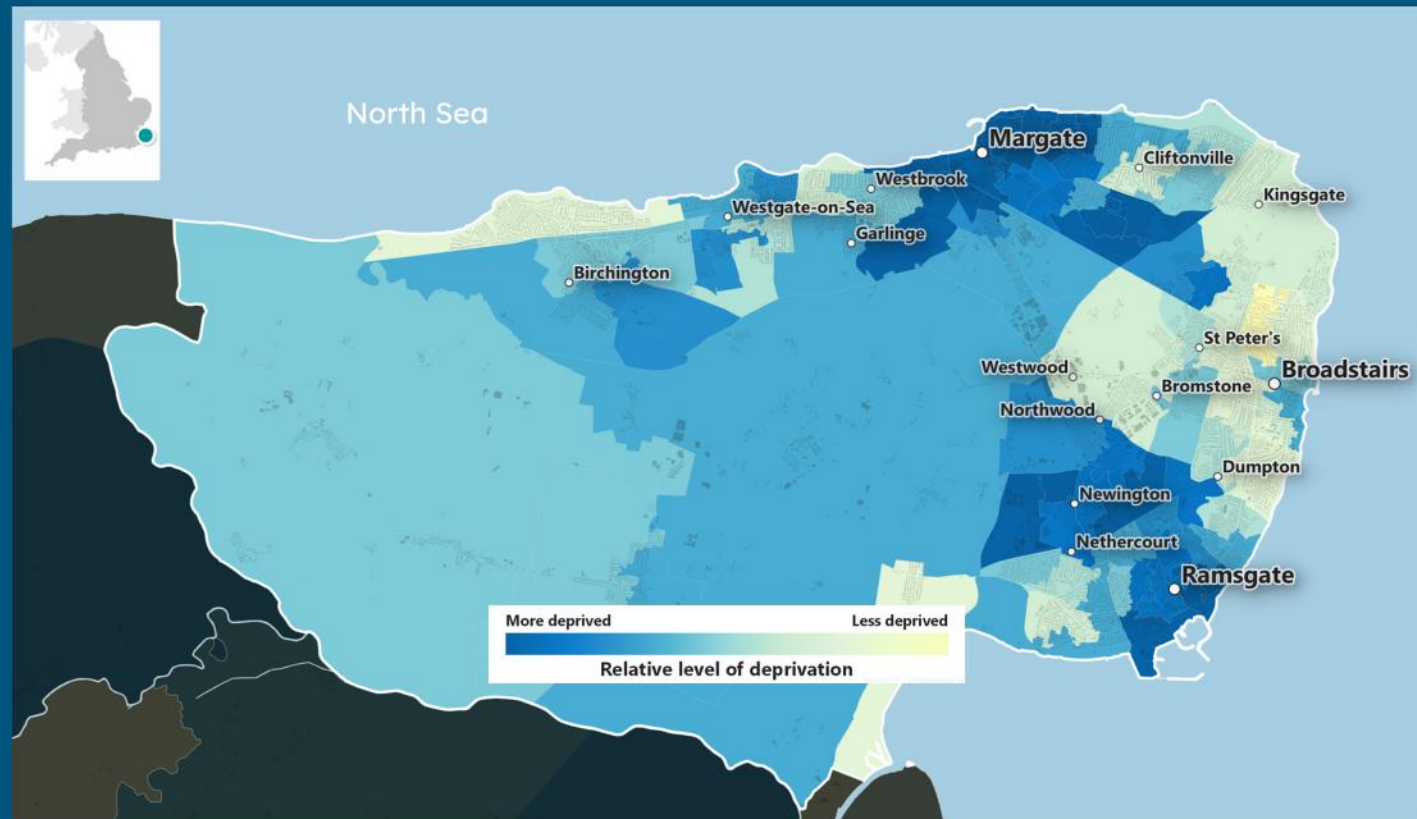 North Sea
Margate
Cliftonville
Westbrook
Kingsgate
Westgate-on-Sea
Garlinge
Birchington
St Peter's
Westwood
Broadstairs
Bromstone
Northwood
Dumpton
Newington
Nethercourt
Ramsgate
More deprived Less deprived
Relative level of deprivation